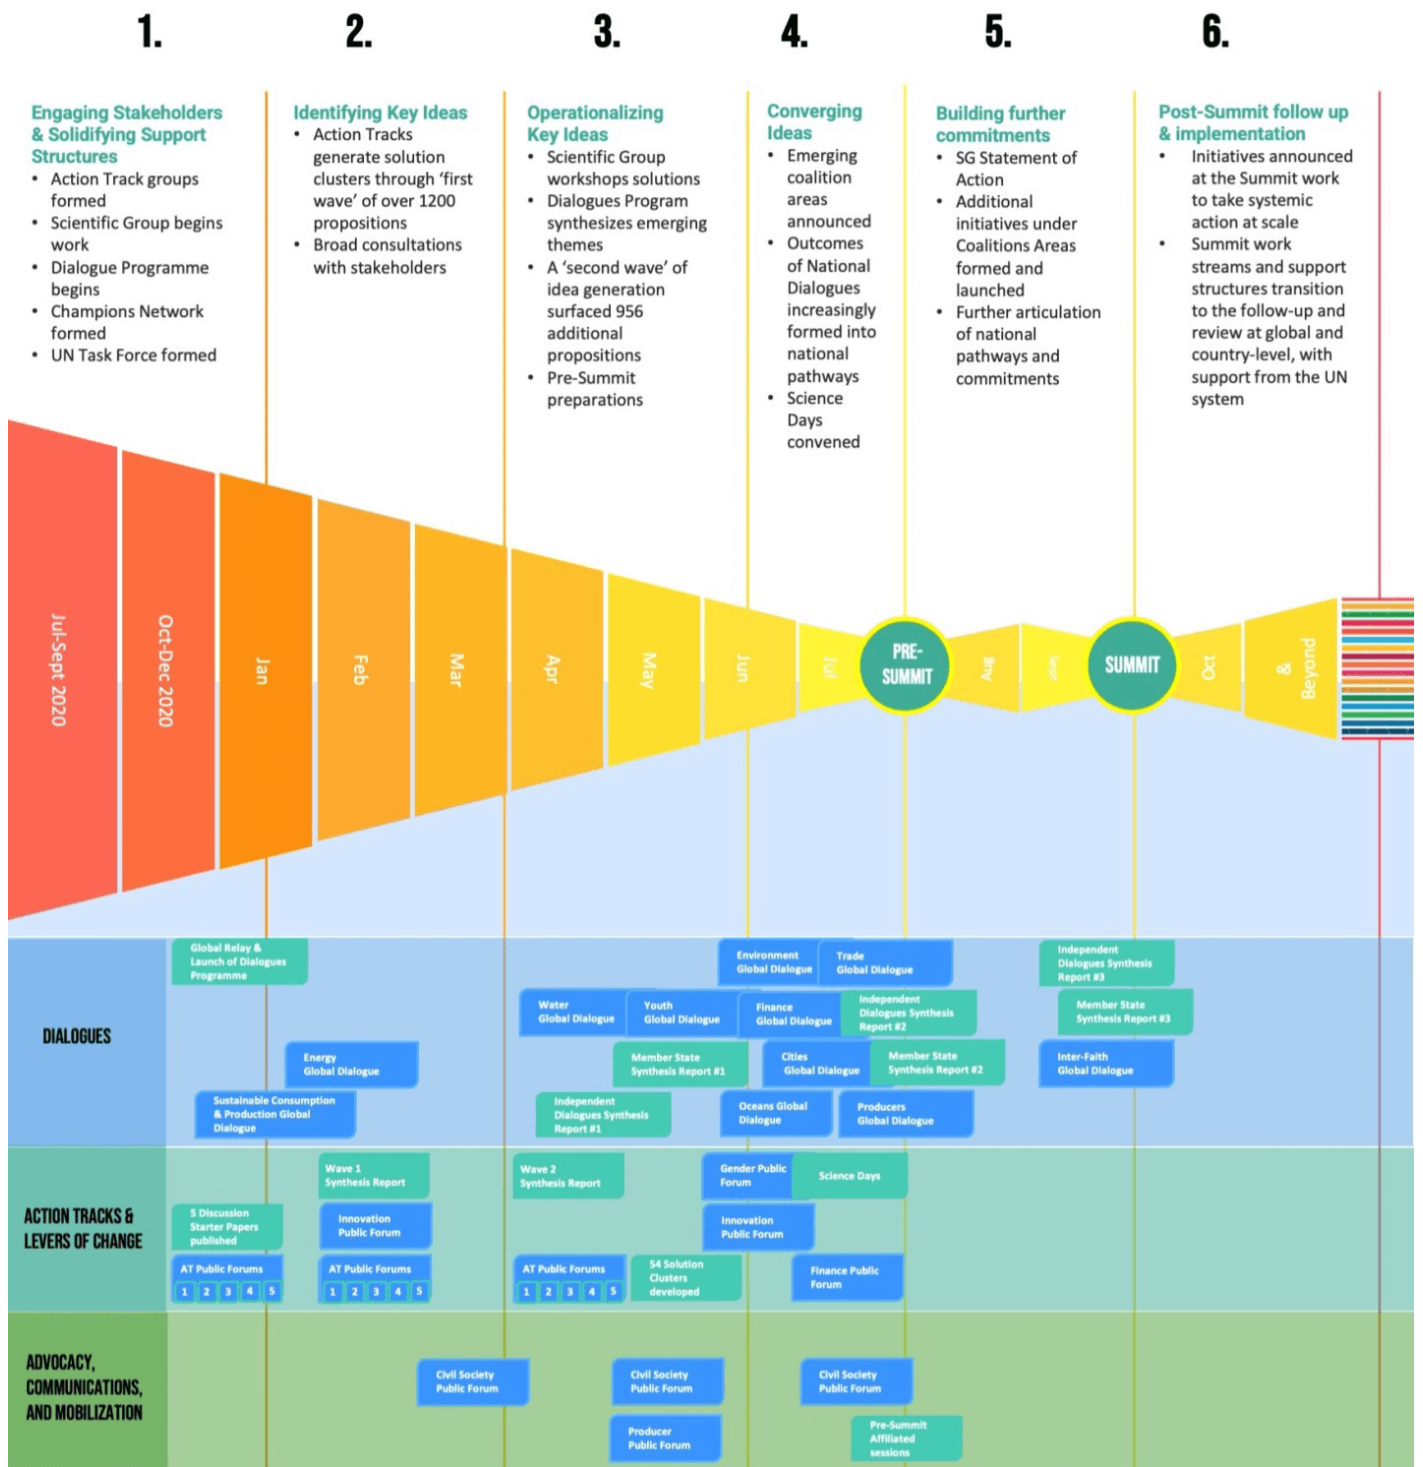 1.
2.
3.
4.
5.
6.
Engaging Stakeholders
& Solidifying Support
Structures
• Action Track groups
formed
• Scientific Group begins
work
• Dialogue Programme
begins
• Champions Network
formed
• UN Task Force formed
Identifying Key Ideas
• Action Tracks
generate solution
clusters through ‘first
wave’ of over 1200
propositions
• Broad consultations
with stakeholders
Operationalizing
Key Ideas
• Scientific Group
workshops solutions
• Dialogues Program
synthesizes emerging
themes
• A ‘second wave’ of
idea generation
surfaced 956
additional
propositions
• Pre-Summit
preparations
Converging
Ideas
• Emerging
coalition
areas
announced
• Outcomes
of National
Dialogues
increasingly
formed into
national
pathways
• Science
Days
convened
Building further
commitments
• SG Statement of
Action
• Additional
initiatives under
Coalitions Areas
formed and
launched
• Further articulation
of national
pathways and
commitments
Post-Summit follow up
& implementation
• Initiatives announced
at the Summit work
to take systemic
action at scale
• Summit work
streams and support
structures transition
to the follow-up and
review at global and
country-level, with
support from the UN
system
Jul-Sept 2020
Oct-Dec 2020
Jan
Feb
Mar
Apr
May
Jun
Jul
PRE-
SUMMIT
Aug
Sept
SUMMIT
Oct
&
Beyond
DIALOGUES
Global Relay &
Launch of Dialogues
Programme
Energy
Global Dialogue
Sustainable Consumption
& Production Global
Dialogue
Water
Global Dialogue
Youth
Global Dialogue
Member State
Synthesis Report #1
Independent
Dialogues Synthesis
Report #1
Environment
Global Dialogue
Trade
Global Dialogue
Finance
Global Dialogue
Independent
Dialogues Synthesis
Report #2
Cities
Global Dialogue
Member State
Synthesis Report #2
Oceans Global
Dialogue
Producers
Global Dialogue
Independent
Dialogues Synthesis
Report #3
Member State
Synthesis Report #3
Inter-Faith
Global Dialogue
ACTION TRACKS &
LEVERS OF CHANGE
5 Discussion
Starter Papers
published
AT Public Forums
1 2 3 4 5
Wave 1
Synthesis Report
Innovation
Public Forum
AT Public Forums
1 2 3 4 5
Wave 2
Synthesis Report
AT Public Forums
1 2 3 4 5
54 Solution
Clusters
developed
Gender Public
Forum
Science Days
Innovation
Public Forum
Finance Public
Forum
ADVOCACY,
COMMUNICATIONS,
AND MOBILIZATION
Civil Society
Public Forum
Civil Society
Public Forum
Producer
Public Forum
Civil Society
Public Forum
Pre-Summit
Affiliated
sessions